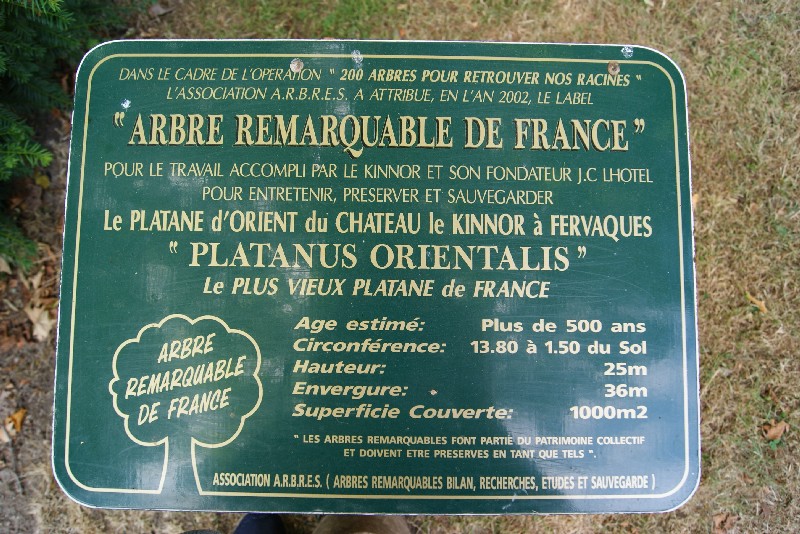 DANS LE CADRE DE L'OPERATION " 200 ARBRES POUR RETROUVER NOS RACINES "
L'ASSOCIATION A.R.B.R.E.S. A ATTRIBUE, EN L'AN 2002, LE LABEL
"ARBRE REMARQUABLE DE FRANCE"
POUR LE TRAVAIL ACCOMPLI PAR LE KINNOR ET SON FONDATEUR J.C LHOTEL
POUR ENTRETENIR, PRESERVER ET SAUVEGARDER
Le PLATANE d'ORIENT du CHATEAU le KINNOR à FERVAQUES
" PLATANUS ORIENTALIS "
Le PLUS VIEUX PLATANE de FRANCE
Age estimé: Plus de 500 ans
Circonférence: 13.80 à 1.50 du Sol
Hauteur: 25m
Envergure: 36m
Superficie Couverte: 1000m2
ARBRE
REMARQUABLE
DE FRANCE
" LES ARBRES REMARQUABLES FONT PARTIE DU PATRIMOINE COLLECTIF
ET DOIVENT ETRE PRESERVES EN TANT QUE TELS ".
ASSOCIATION A.R.B.R.E.S. ( ARBRES REMARQUABLES BILAN, RECHERCHES, ETUDES ET SAUVEGARDE )